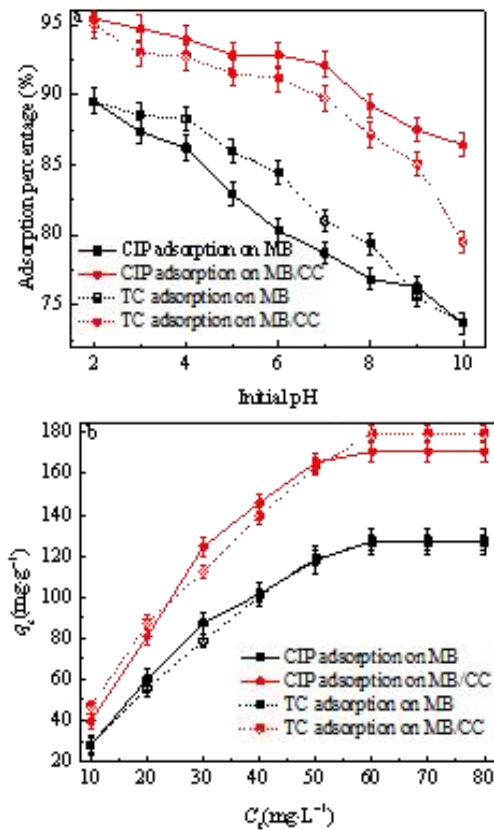 a
95
90
85
80
75
Adsorption percentage (%)
CIP adsorption on MB
CIP adsorption on MB/CC
TC adsorption on MB
TC adsorption on MB/CC
2 4 6 8 10
Initial pH
b
180
160
140
120
100
80
60
40
20
qe(mg·g⁻¹)
CIP adsorption on MB
CIP adsorption on MB/CC
TC adsorption on MB
TC adsorption on MB/CC
10 20 30 40 50 60 70 80
(mg·L⁻¹)